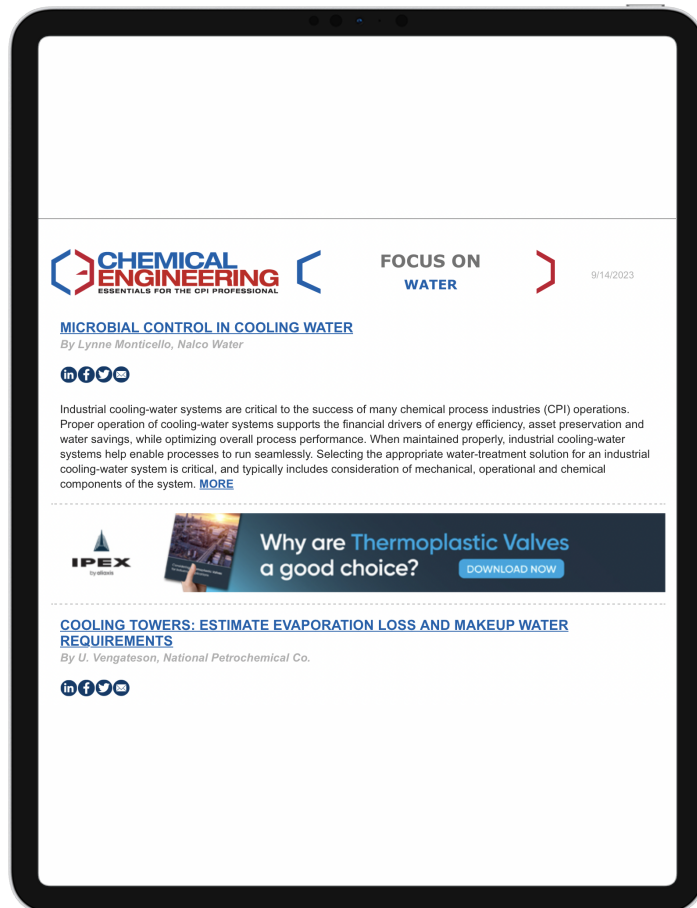 CHEMICAL
ENGINEERING
ESSENTIALS FOR THE CPI PROFESSIONAL
FOCUS ON
WATER
9/14/2023
MICROBIAL CONTROL IN COOLING WATER
By Lynne Monticello, Nalco Water
in f
Industrial cooling-water systems are critical to the success of many chemical process industries (CPI) operations.
Proper operation of cooling-water systems supports the financial drivers of energy efficiency, asset preservation and
water savings, while optimizing overall process performance. When maintained properly, industrial cooling-water
systems help enable processes to run seamlessly. Selecting the appropriate water-treatment solution for an industrial
cooling-water system is critical, and typically includes consideration of mechanical, operational and chemical
components of the system. MORE
IPEX
by aliaxis
Why are Thermoplastic Valves
a good choice?
DOWNLOAD NOW
COOLING TOWERS: ESTIMATE EVAPORATION LOSS AND MAKEUP WATER
REQUIREMENTS
By U. Vengateson, National Petrochemical Co.
in f